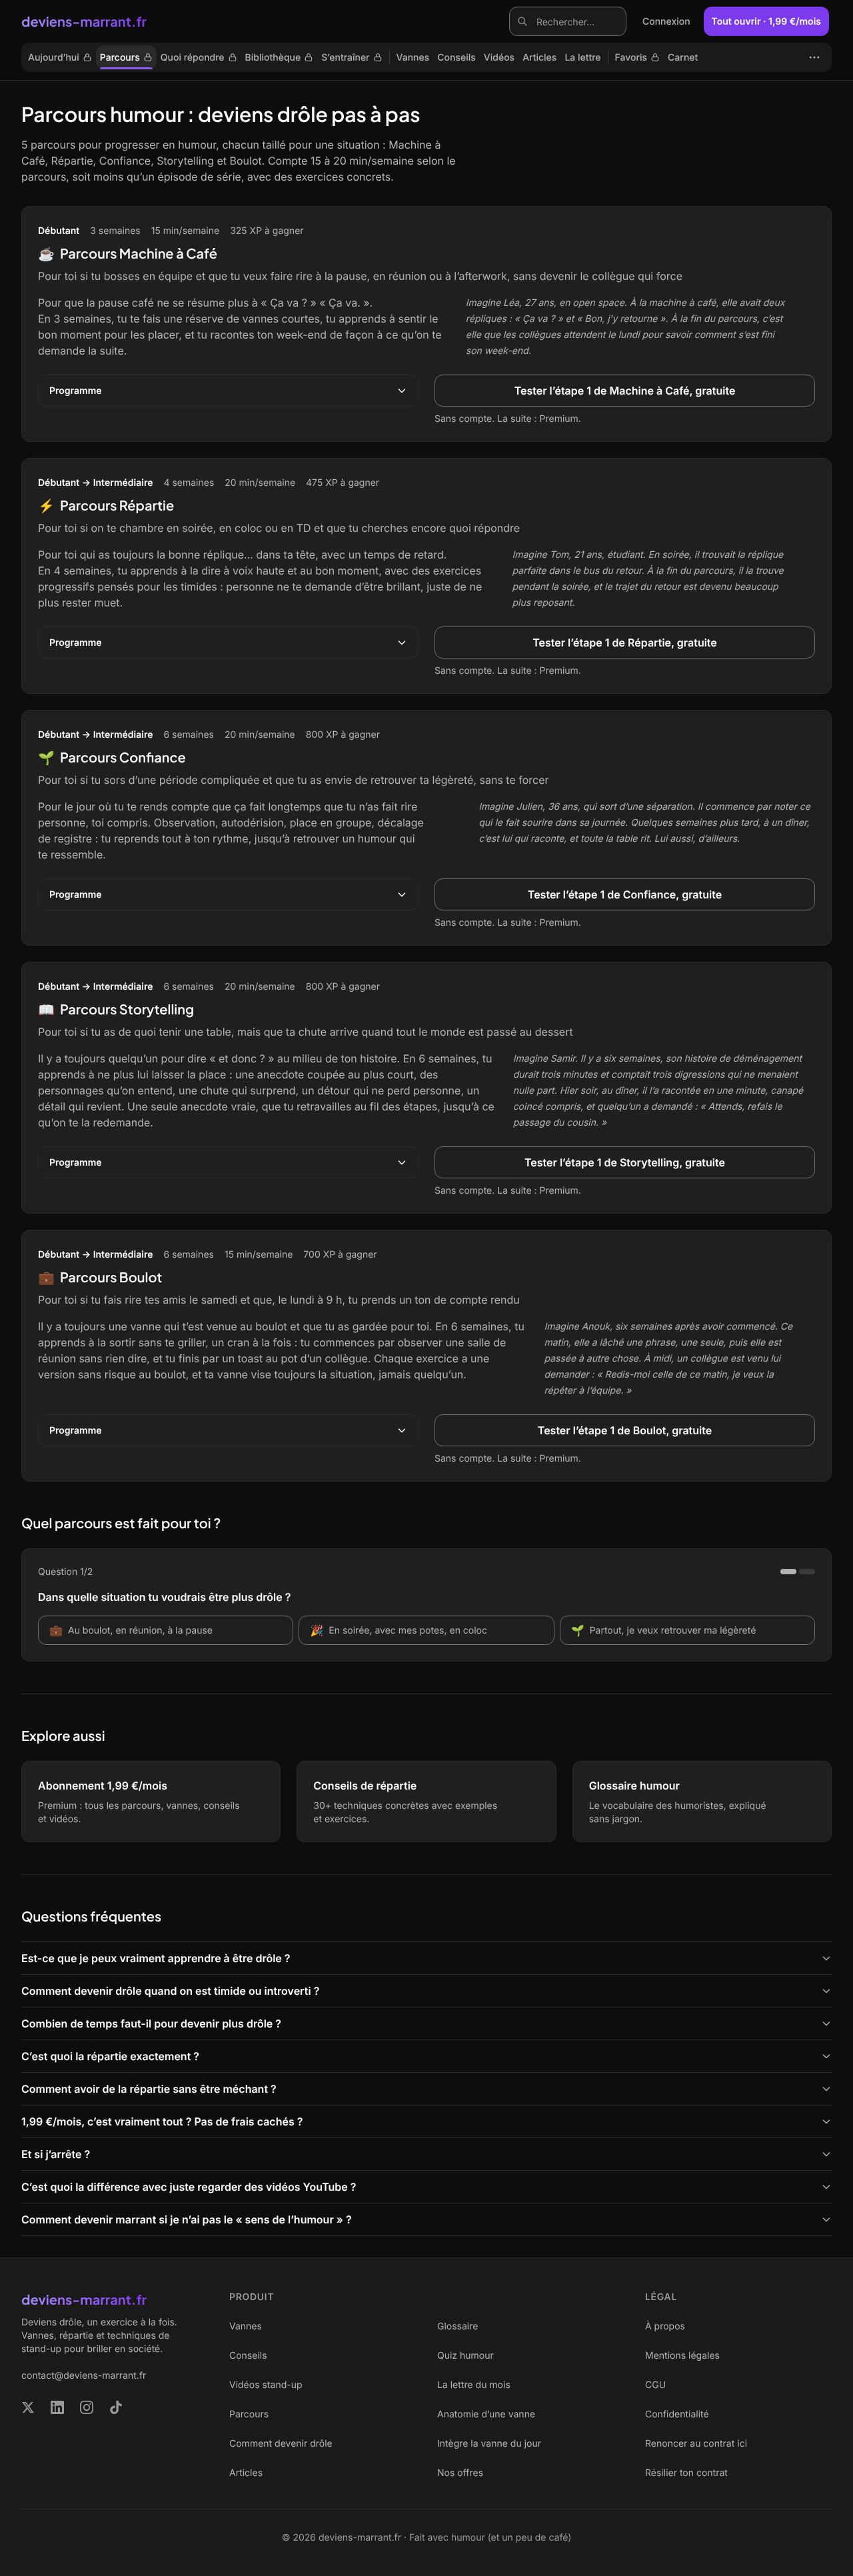 deviens-marrant.fr
Rechercher...
Connexion
Tout ouvrir · 1,99 €/mois
Aujourd’hui
Parcours
Quoi répondre
Bibliothèque
S’entraîner
Vannes
Conseils
Vidéos
Articles
La lettre
Favoris
Carnet
Parcours humour : deviens drôle pas à pas
5 parcours pour progresser en humour, chacun taillé pour une situation : Machine à
Café, Répartie, Confiance, Storytelling et Boulot. Compte 15 à 20 min/semaine selon le
parcours, soit moins qu’un épisode de série, avec des exercices concrets.
Débutant 3 semaines 15 min/semaine 325 XP à gagner
☕ Parcours Machine à Café
Pour toi si tu bosses en équipe et que tu veux faire rire à la pause, en réunion ou à l’afterwork, sans devenir le collègue qui force
Pour que la pause café ne se résume plus à « Ça va ? » « Ça va. ».
En 3 semaines, tu te fais une réserve de vannes courtes, tu apprends à sentir le
bon moment pour les placer, et tu racontes ton week-end de façon à ce qu’on te
demande la suite.
Imagine Léa, 27 ans, en open space. À la machine à café, elle avait deux
répliques : « Ça va ? » et « Bon, j’y retourne ». À la fin du parcours, c’est
elle que les collègues attendent le lundi pour savoir comment s’est fini
son week-end.
Programme
Tester l’étape 1 de Machine à Café, gratuite
Sans compte. La suite : Premium.
Débutant → Intermédiaire 4 semaines 20 min/semaine 475 XP à gagner
⚡ Parcours Répartie
Pour toi si on te chambre en soirée, en coloc ou en TD et que tu cherches encore quoi répondre
Pour toi qui as toujours la bonne réplique… dans ta tête, avec un temps de retard.
En 4 semaines, tu apprends à la dire à voix haute et au bon moment, avec des exercices
progressifs pensés pour les timides : personne ne te demande d’être brillant, juste de ne
plus rester muet.
Imagine Tom, 21 ans, étudiant. En soirée, il trouvait la réplique
parfaite dans le bus du retour. À la fin du parcours, il la trouve
pendant la soirée, et le trajet du retour est devenu beaucoup
plus reposant.
Programme
Tester l’étape 1 de Répartie, gratuite
Sans compte. La suite : Premium.
Débutant → Intermédiaire 6 semaines 20 min/semaine 800 XP à gagner
🌱 Parcours Confiance
Pour toi si tu sors d’une période compliquée et que tu as envie de retrouver ta légèreté, sans te forcer
Pour le jour où tu te rends compte que ça fait longtemps que tu n’as fait rire
personne, toi compris. Observation, autodérision, place en groupe, décalage
de registre : tu reprends tout à ton rythme, jusqu’à retrouver un humour qui
te ressemble.
Imagine Julien, 36 ans, qui sort d’une séparation. Il commence par noter ce
qui le fait sourire dans sa journée. Quelques semaines plus tard, à un dîner,
c’est lui qui raconte, et toute la table rit. Lui aussi, d’ailleurs.
Programme
Tester l’étape 1 de Confiance, gratuite
Sans compte. La suite : Premium.
Débutant → Intermédiaire 6 semaines 20 min/semaine 800 XP à gagner
📖 Parcours Storytelling
Pour toi si tu as de quoi tenir une table, mais que ta chute arrive quand tout le monde est passé au dessert
Il y a toujours quelqu’un pour dire « et donc ? » au milieu de ton histoire. En 6 semaines, tu
apprends à ne plus lui laisser la place : une anecdote coupée au plus court, des
personnages qu’on entend, une chute qui surprend, un détour qui ne perd personne, un
détail qui revient. Une seule anecdote vraie, que tu retravailles au fil des étapes, jusqu’à ce
qu’on te la redemande.
Imagine Samir. Il y a six semaines, son histoire de déménagement
durait trois minutes et comptait trois digressions qui ne menaient
nulle part. Hier soir, au dîner, il l’a racontée en une minute, canapé
coincé compris, et quelqu’un a demandé : « Attends, refais le
passage du cousin. »
Programme
Tester l’étape 1 de Storytelling, gratuite
Sans compte. La suite : Premium.
Débutant → Intermédiaire 6 semaines 15 min/semaine 700 XP à gagner
💼 Parcours Boulot
Pour toi si tu fais rire tes amis le samedi et que, le lundi à 9 h, tu prends un ton de compte rendu
Il y a toujours une vanne qui t’est venue au boulot et que tu as gardée pour toi. En 6 semaines, tu
apprends à la sortir sans te griller, un cran à la fois : tu commences par observer une salle de
réunion sans rien dire, et tu finis par un toast au pot d’un collègue. Chaque exercice a une
version sans risque au boulot, et ta vanne vise toujours la situation, jamais quelqu’un.
Imagine Anouk, six semaines après avoir commencé. Ce
matin, elle a lâché une phrase, une seule, puis elle est
passée à autre chose. À midi, un collègue est venu lui
demander : « Redis-moi celle de ce matin, je veux la
répéter à l’équipe. »
Programme
Tester l’étape 1 de Boulot, gratuite
Sans compte. La suite : Premium.
Quel parcours est fait pour toi ?
Question 1/2
Dans quelle situation tu voudrais être plus drôle ?
💼 Au boulot, en réunion, à la pause
🎉 En soirée, avec mes potes, en coloc
🌱 Partout, je veux retrouver ma légèreté
Explore aussi
Abonnement 1,99 €/mois
Premium : tous les parcours, vannes, conseils
et vidéos.
Conseils de répartie
30+ techniques concrètes avec exemples
et exercices.
Glossaire humour
Le vocabulaire des humoristes, expliqué
sans jargon.
Questions fréquentes
Est-ce que je peux vraiment apprendre à être drôle ?
Comment devenir drôle quand on est timide ou introverti ?
Combien de temps faut-il pour devenir plus drôle ?
C’est quoi la répartie exactement ?
Comment avoir de la répartie sans être méchant ?
1,99 €/mois, c’est vraiment tout ? Pas de frais cachés ?
Et si j’arrête ?
C’est quoi la différence avec juste regarder des vidéos YouTube ?
Comment devenir marrant si je n’ai pas le « sens de l’humour » ?
deviens-marrant.fr
Deviens drôle, un exercice à la fois.
Vannes, répartie et techniques de
stand-up pour briller en société.
contact@deviens-marrant.fr
PRODUIT
Vannes
Conseils
Vidéos stand-up
Parcours
Comment devenir drôle
Articles
Glossaire
Quiz humour
La lettre du mois
Anatomie d’une vanne
Intègre la vanne du jour
Nos offres
LÉGAL
À propos
Mentions légales
CGU
Confidentialité
Renoncer au contrat ici
Résilier ton contrat
© 2026 deviens-marrant.fr · Fait avec humour (et un peu de café)